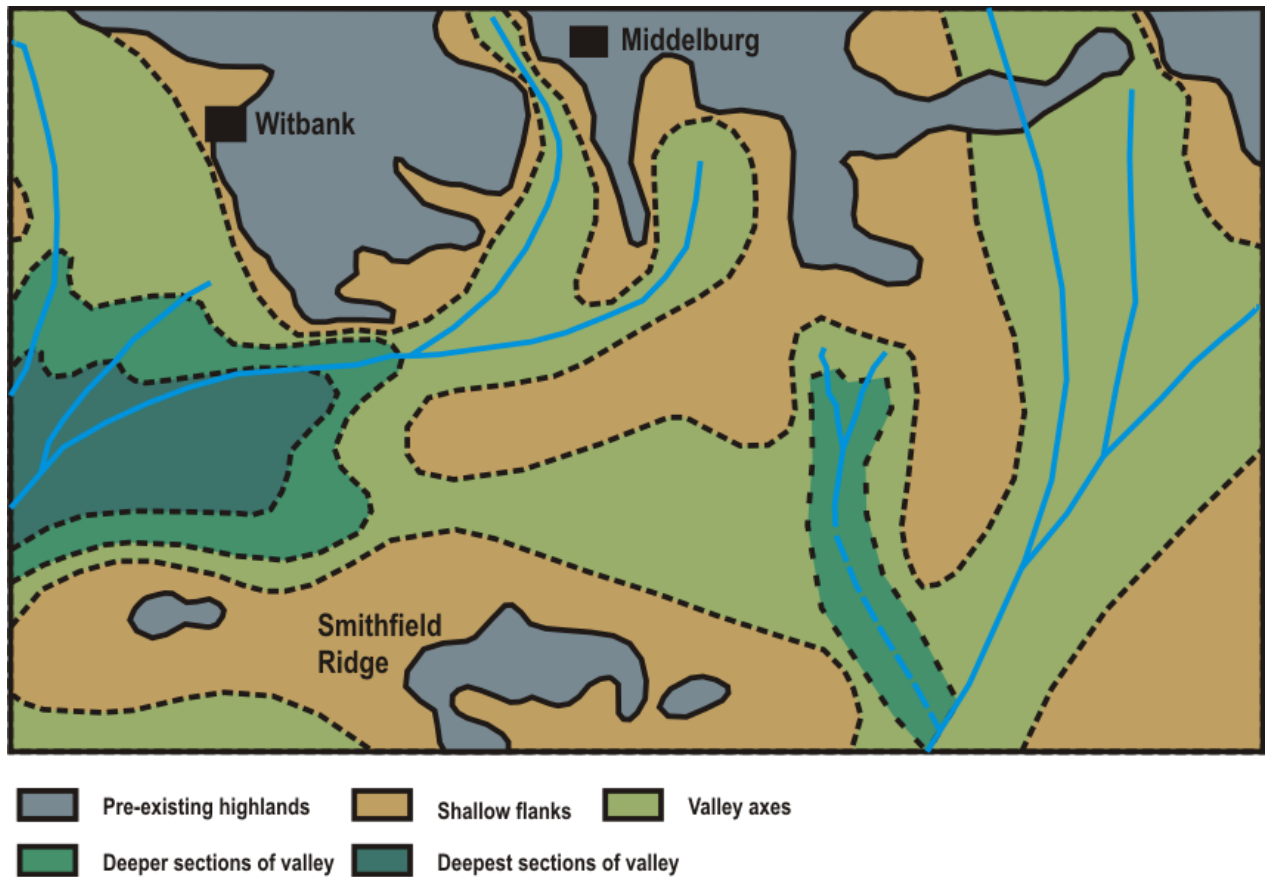 Middelburg
Witbank
Smithfield
Ridge
Pre-existing highlands
Shallow flanks
Valley axes
Deeper sections of valley
Deepest sections of valley